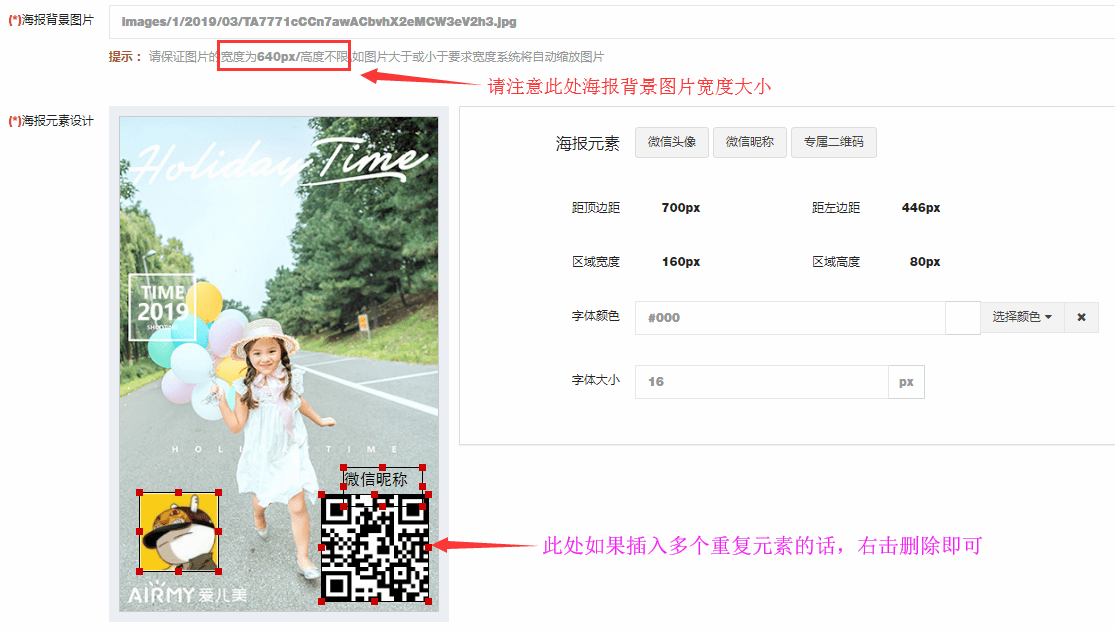 (*)海报背景图片
images/1/2019/03/TA7771cCCn7awACbvhX2eMCW3eV2h3.jpg
提示： 请保证图片的宽度为640px/高度不限,如图片大于或小于要求宽度系统将自动缩放图片
请注意此处海报背景图片宽度大小
(*)海报元素设计
Holiday Time
TIME
2019
HOLIDAY TIME
微信昵称
AIRMY 爱儿美
海报元素 微信头像 微信昵称 专属二维码
距顶边距 700px 距左边距 446px
区域宽度 160px 区域高度 80px
字体颜色 #000 选择颜色
字体大小 16 px
此处如果插入多个重复元素的话，右击删除即可